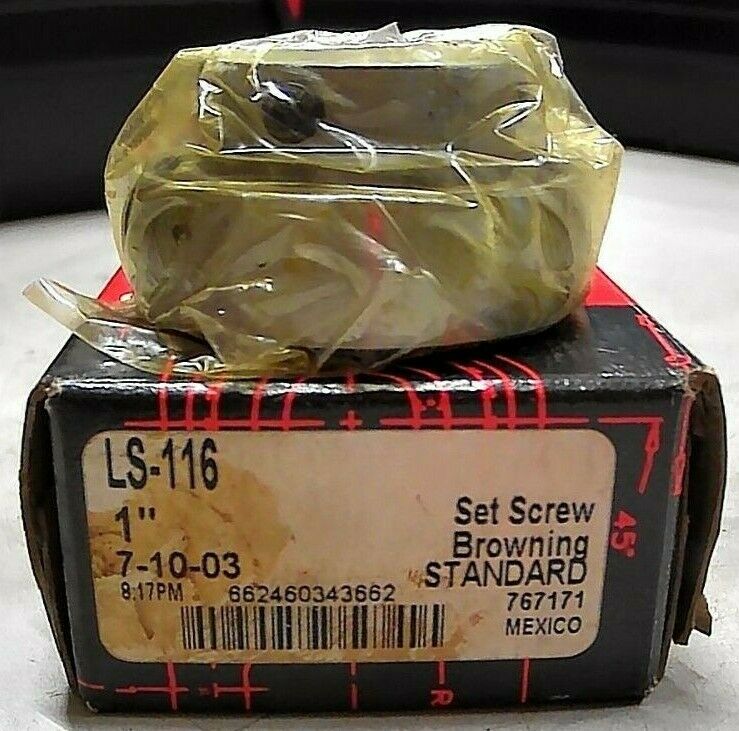 LS-116
1"
7-10-03
8:17PM
662460343662
Set Screw
Browning
STANDARD
767171
MEXICO
45°
R